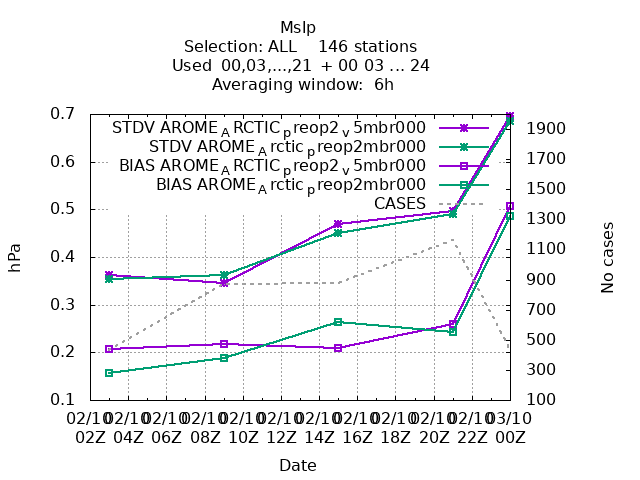 Mslp
Selection: ALL 146 stations
Used 00,03,...,21 + 00 03 ... 24
Averaging window: 6h
0.7
0.6
0.5
0.4
0.3
0.2
0.1
hPa
STDV AROME_ARCTIC_preop2_v5mbr000
STDV AROME_Arctic_preop2mbr000
BIAS AROME_ARCTIC_preop2_v5mbr000
BIAS AROME_Arctic_preop2mbr000
CASES
1900
1700
1500
1300
1100
900
700
500
300
100
No cases
02/10 02/10 02/10 02/10 02/10 02/10 02/10 02/10 02/10 02/10 02/10 03/10
02Z 04Z 06Z 08Z 10Z 12Z 14Z 16Z 18Z 20Z 22Z 00Z
Date